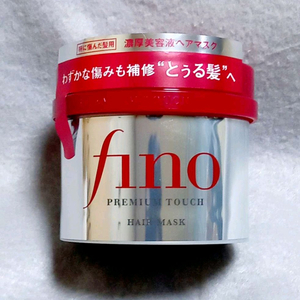 特に傷んだ髪用 濃厚美容液ヘアマスク
わずかな傷みも補修“とぅる髪”へ
fino
PREMIUM TOUCH
HAIR MASK